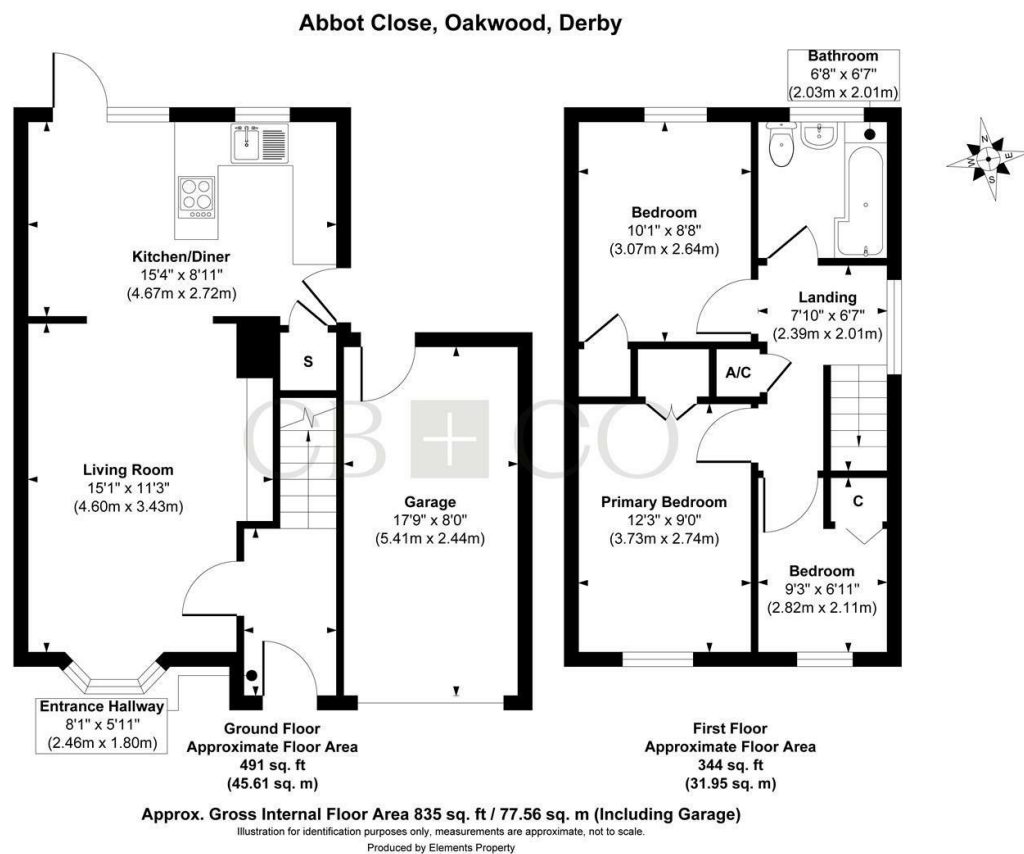 Abbot Close, Oakwood, Derby
Bathroom
6'8" x 6'7"
(2.03m x 2.01m)
N
E
S
W
Kitchen/Diner
15'4" x 8'11"
(4.67m x 2.72m)
S
Living Room
15'1" x 11'3"
(4.60m x 3.43m)
Garage
17'9" x 8'0"
(5.41m x 2.44m)
Entrance Hallway
8'1" x 5'11"
(2.46m x 1.80m)
Bedroom
10'1" x 8'8"
(3.07m x 2.64m)
Landing
7'10" x 6'7"
(2.39m x 2.01m)
A/C
Primary Bedroom
12'3" x 9'0"
(3.73m x 2.74m)
C
Bedroom
9'3" x 6'11"
(2.82m x 2.11m)
CB + CO
Ground Floor
Approximate Floor Area
491 sq. ft
(45.61 sq. m)
First Floor
Approximate Floor Area
344 sq. ft
(31.95 sq. m)
Approx. Gross Internal Floor Area 835 sq. ft / 77.56 sq. m (Including Garage)
Illustration for identification purposes only, measurements are approximate, not to scale.
Produced by Elements Property